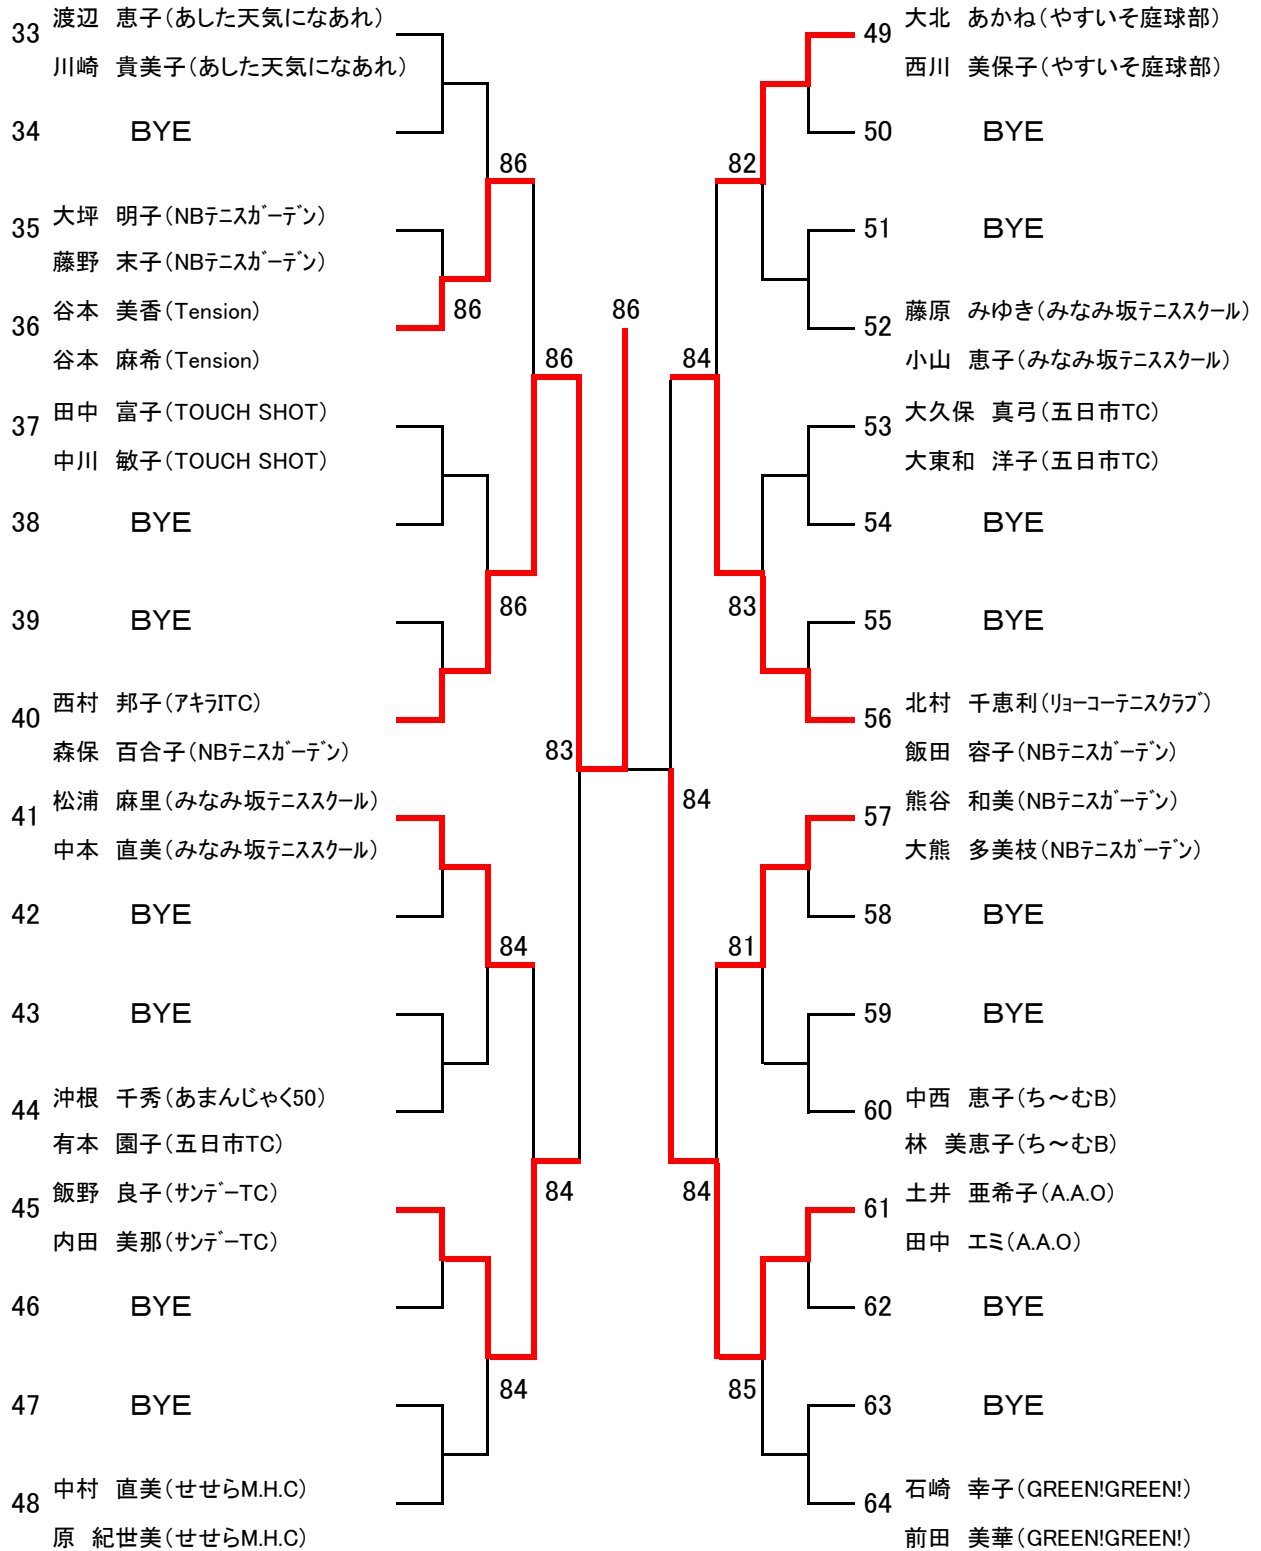 渡辺 恵子(あした天気になあれ)
33
川崎 貴美子(あした天気になあれ)
34 BYE
86
大坪 明子(NBテニスガーデン)
35
藤野 末子(NBテニスガーデン)
86
谷本 美香(Tension)
36
谷本 麻希(Tension)
86
田中 富子(TOUCH SHOT)
37
中川 敏子(TOUCH SHOT)
38 BYE
86
39 BYE
西村 邦子(アキラITC)
40
森保 百合子(NBテニスガーデン)
83
松浦 麻里(みなみ坂テニススクール)
41
中本 直美(みなみ坂テニススクール)
42 BYE
84
43 BYE
沖根 千秀(あまんじゃく50)
44
有本 園子(五日市TC)
84
飯野 良子(サンデーTC)
45
内田 美那(サンデーTC)
46 BYE
84
47 BYE
中村 直美(せせらM.H.C)
48
原 紀世美(せせらM.H.C)
86
大北 あかね(やすいそ庭球部)
49
西川 美保子(やすいそ庭球部)
50 BYE
82
51 BYE
藤原 みゆき(みなみ坂テニススクール)
52
小山 恵子(みなみ坂テニススクール)
84
大久保 真弓(五日市TC)
53
大東和 洋子(五日市TC)
54 BYE
83
55 BYE
北村 千恵利(リョーコーテニスクラブ)
56
飯田 容子(NBテニスガーデン)
84
熊谷 和美(NBテニスガーデン)
57
大熊 多美枝(NBテニスガーデン)
58 BYE
81
59 BYE
中西 恵子(ち～むB)
60
林 美恵子(ち～むB)
84
土井 亜希子(A.A.O)
61
田中 エミ(A.A.O)
62 BYE
85
63 BYE
石崎 幸子(GREEN!GREEN!)
64
前田 美華(GREEN!GREEN!)